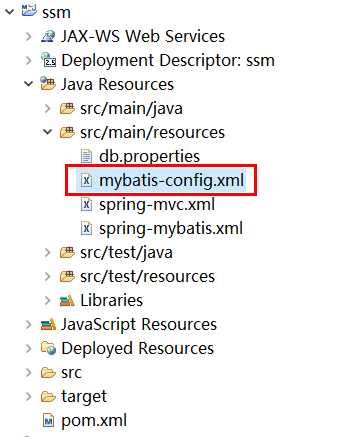 ssm
JAX-WS Web Services
Deployment Descriptor: ssm
Java Resources
src/main/java
src/main/resources
db.properties
mybatis-config.xml
spring-mvc.xml
spring-mybatis.xml
src/test/java
src/test/resources
Libraries
JavaScript Resources
Deployed Resources
src
target
pom.xml